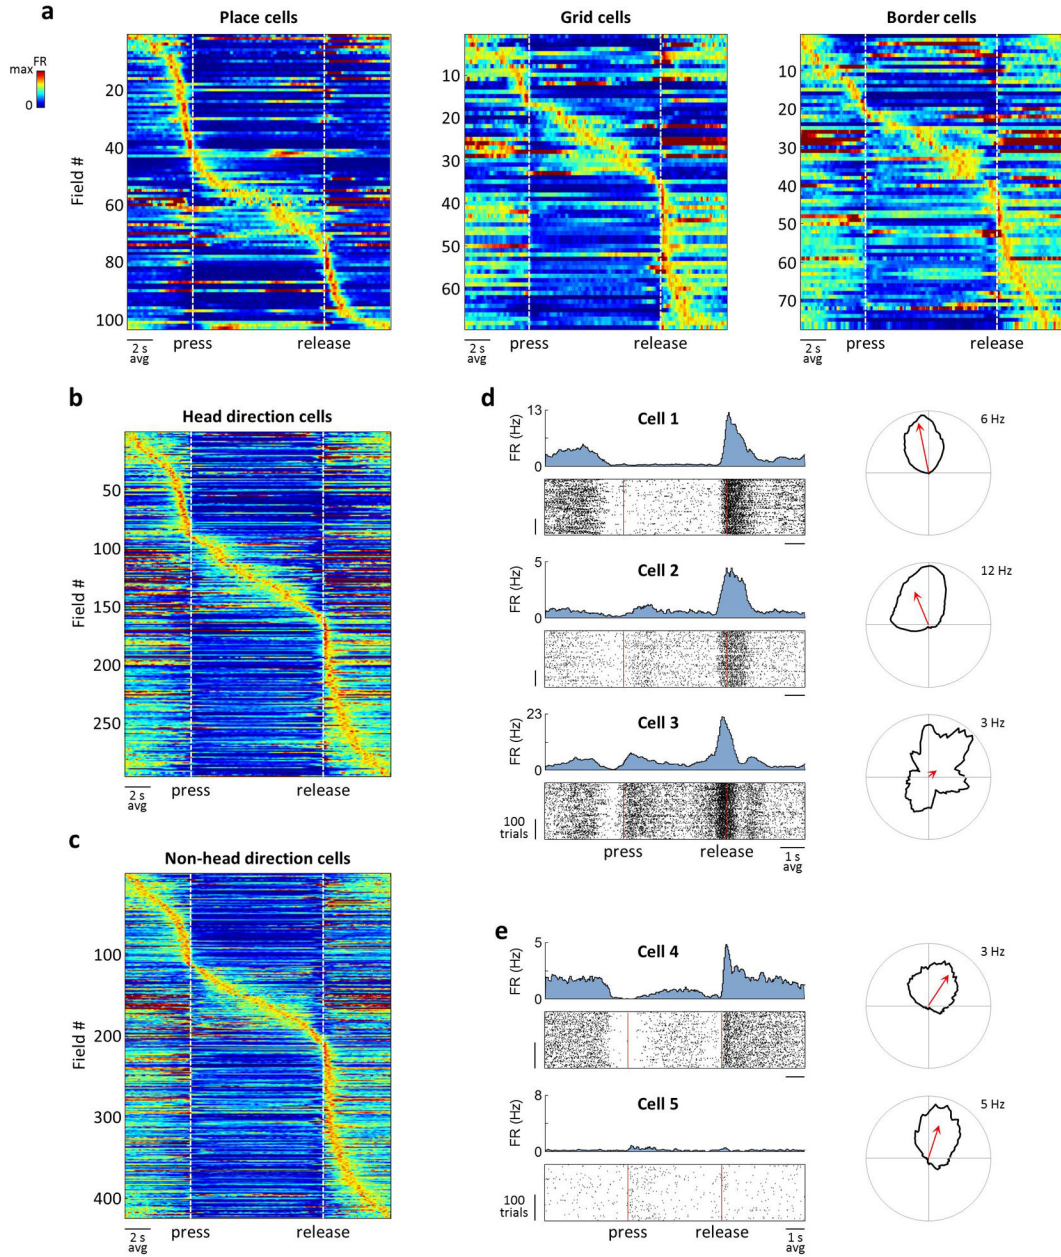 a
Place cells
Grid cells
Border cells
FR
max
0
Field #
20
40
60
80
100
10
20
30
40
50
60
10
20
30
40
50
60
70
2 s
avg
press
release
2 s
avg
press
release
2 s
avg
press
release
b
Head direction cells
Field #
50
100
150
200
250
2 s
avg
press
release
c
Non-head direction cells
Field #
100
200
300
400
2 s
avg
press
release
d
Cell 1
FR (Hz)
13
0
6 Hz
Cell 2
FR (Hz)
5
0
12 Hz
Cell 3
FR (Hz)
23
0
3 Hz
100
trials
press
release
1 s
avg
e
Cell 4
FR (Hz)
5
0
3 Hz
Cell 5
FR (Hz)
8
0
5 Hz
100
trials
press
release
1 s
avg